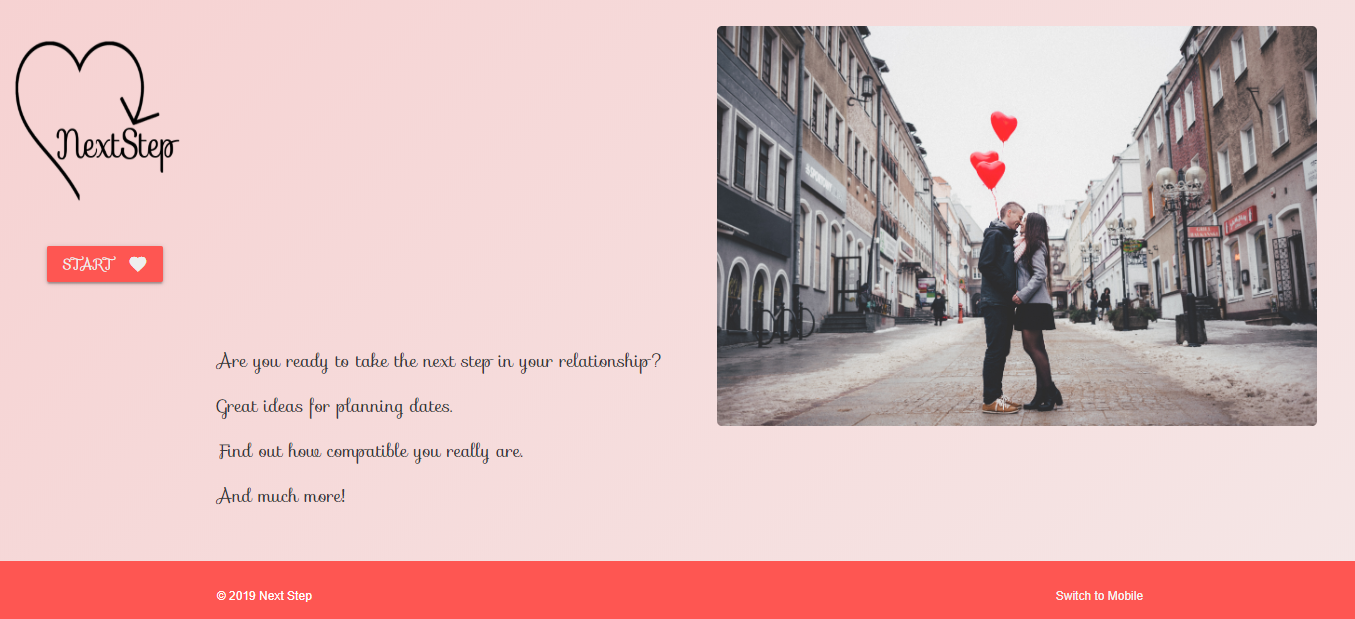 NextStep
START
Are you ready to take the next step in your relationship?
Great ideas for planning dates.
Find out how compatible you really are.
And much more!
© 2019 Next Step
Switch to Mobile